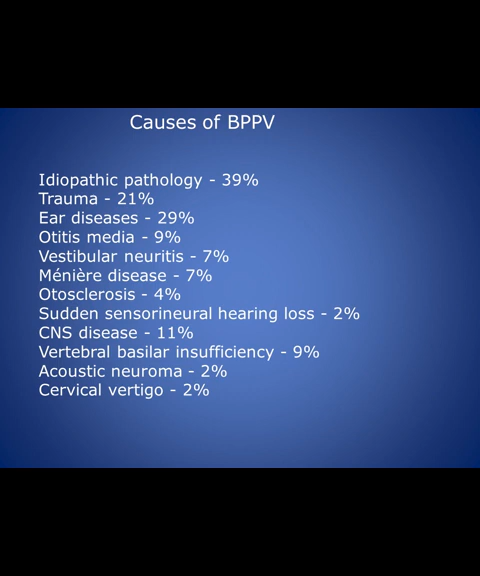 Causes of BPPV
Idiopathic pathology - 39%
Trauma - 21%
Ear diseases - 29%
Otitis media - 9%
Vestibular neuritis - 7%
Ménière disease - 7%
Otosclerosis - 4%
Sudden sensorineural hearing loss - 2%
CNS disease - 11%
Vertebral basilar insufficiency - 9%
Acoustic neuroma - 2%
Cervical vertigo - 2%